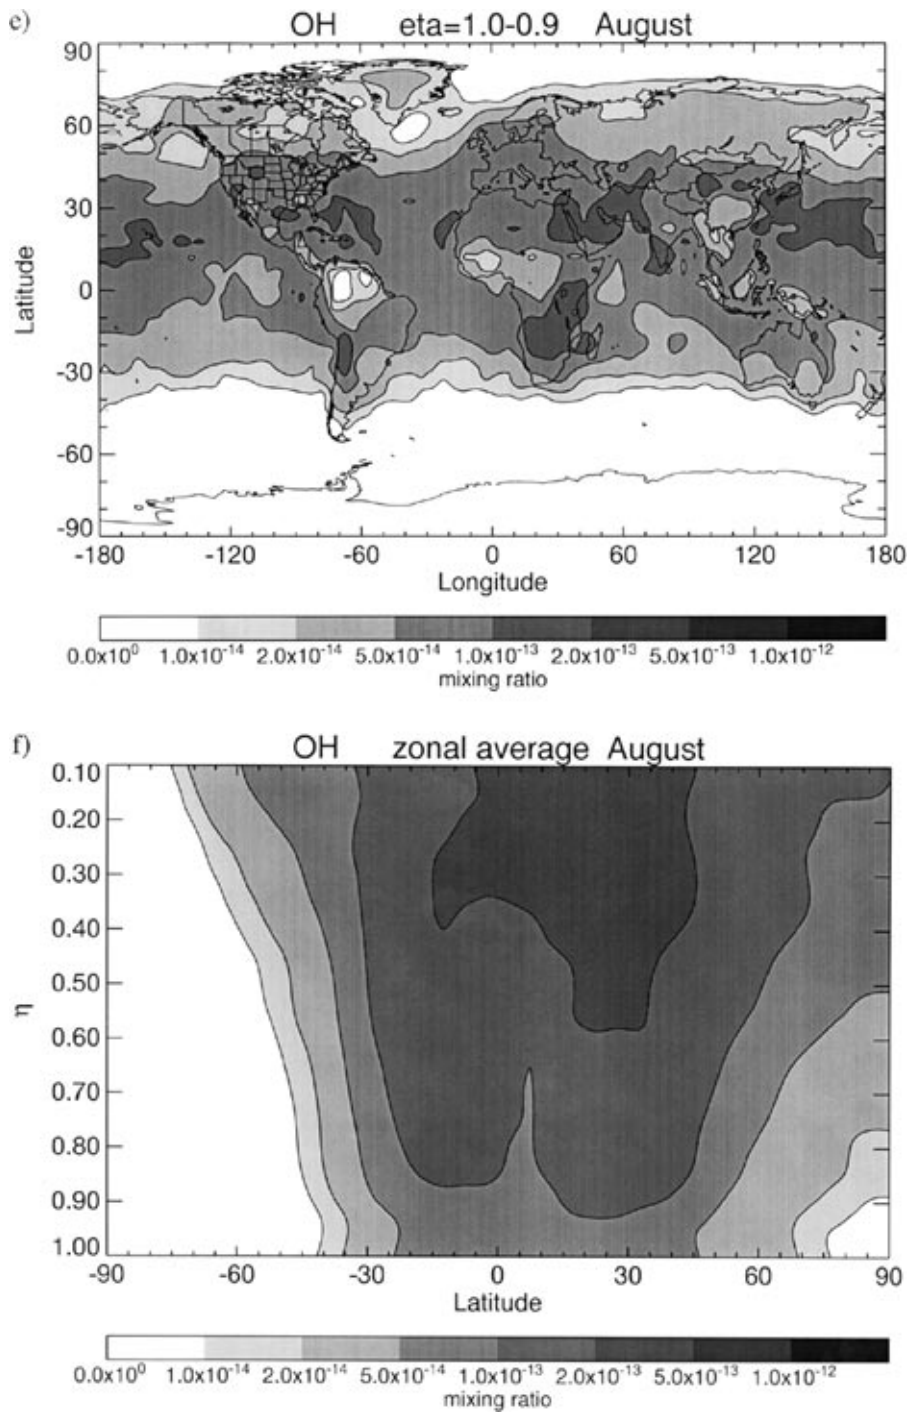 e) OH eta=1.0-0.9 August
90
60
30
0
-30
-60
-90
Latitude
-180 -120 -60 0 60 120 180
Longitude
0.0x10⁰ 1.0x10⁻¹⁴ 2.0x10⁻¹⁴ 5.0x10⁻¹⁴ 1.0x10⁻¹³ 2.0x10⁻¹³ 5.0x10⁻¹³ 1.0x10⁻¹²
mixing ratio
f) OH zonal average August
0.10
0.20
0.30
0.40
0.50
0.60
0.70
0.80
0.90
1.00
η
-90 -60 -30 0 30 60 90
Latitude
0.0x10⁰ 1.0x10⁻¹⁴ 2.0x10⁻¹⁴ 5.0x10⁻¹⁴ 1.0x10⁻¹³ 2.0x10⁻¹³ 5.0x10⁻¹³ 1.0x10⁻¹²
mixing ratio